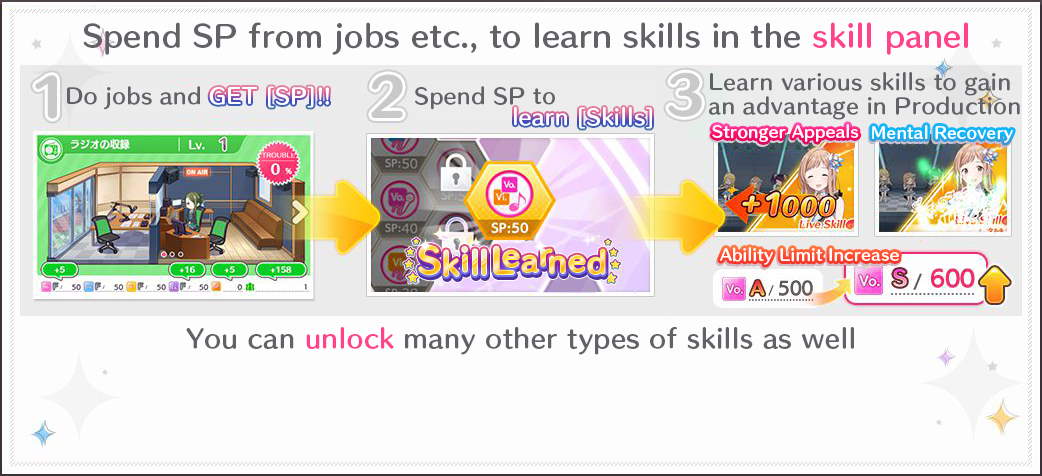 Spend SP from jobs etc., to learn skills in the skill panel
1 Do jobs and GET [SP]!!
ラジオの収録 Lv. 1
TROUBLE
0 %
ON AIR
+5 +16 +5 +158
50 50 50 50 0 1
2 Spend SP to
learn [Skills]
SP:50
SP:40
Vo.
Vi.
SP:50
Skill Learned
3 Learn various skills to gain
an advantage in Production
Stronger Appeals
+1000
Live Skill
Mental Recovery
Live Skill
Ability Limit Increase
Vo. A / 500
Vo. S / 600
You can unlock many other types of skills as well